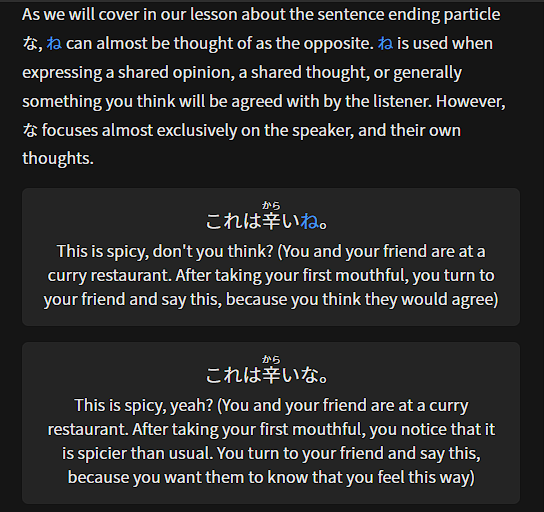 As we will cover in our lesson about the sentence ending particle
な, ね can almost be thought of as the opposite. ね is used when
expressing a shared opinion, a shared thought, or generally
something you think will be agreed with by the listener. However,
な focuses almost exclusively on the speaker, and their own
thoughts.
から
これは辛いね。
This is spicy, don't you think? (You and your friend are at a
curry restaurant. After taking your first mouthful, you turn to
your friend and say this, because you think they would agree)
から
これは辛いな。
This is spicy, yeah? (You and your friend are at a curry
restaurant. After taking your first mouthful, you notice that it
is spicier than usual. You turn to your friend and say this,
because you want them to know that you feel this way)